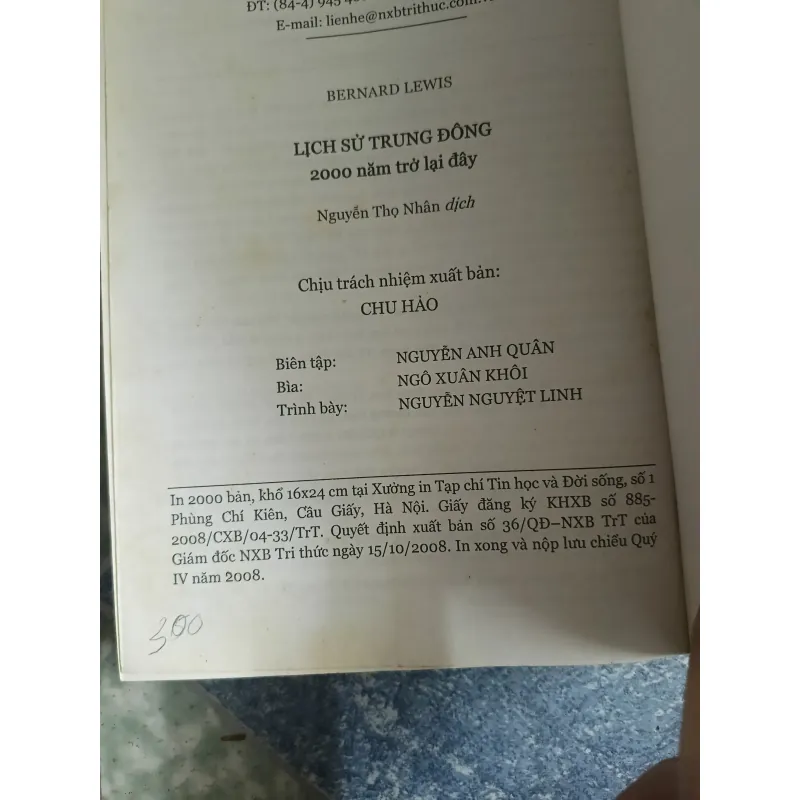 ĐT: (84-4) 945
E-mail: lienhe@nxbtrithuc.com.
BERNARD LEWIS
LỊCH SỬ TRUNG ĐÔNG
2000 năm trở lại đây
Nguyễn Thọ Nhân dịch
Chịu trách nhiệm xuất bản:
CHU HẢO
Biên tập: NGUYỄN ANH QUÂN
Bìa: NGÔ XUÂN KHÔI
Trình bày: NGUYỄN NGUYỆT LINH
In 2000 bản, khổ 16x24 cm tại Xưởng in Tạp chí Tin học và Đời sống, số 1
Phùng Chí Kiên, Cầu Giấy, Hà Nội. Giấy đăng ký KHXB số 885-
2008/CXB/04-33/TrT. Quyết định xuất bản số 36/QĐ–NXB TrT của
Giám đốc NXB Tri thức ngày 15/10/2008. In xong và nộp lưu chiểu Quý
IV năm 2008.
300